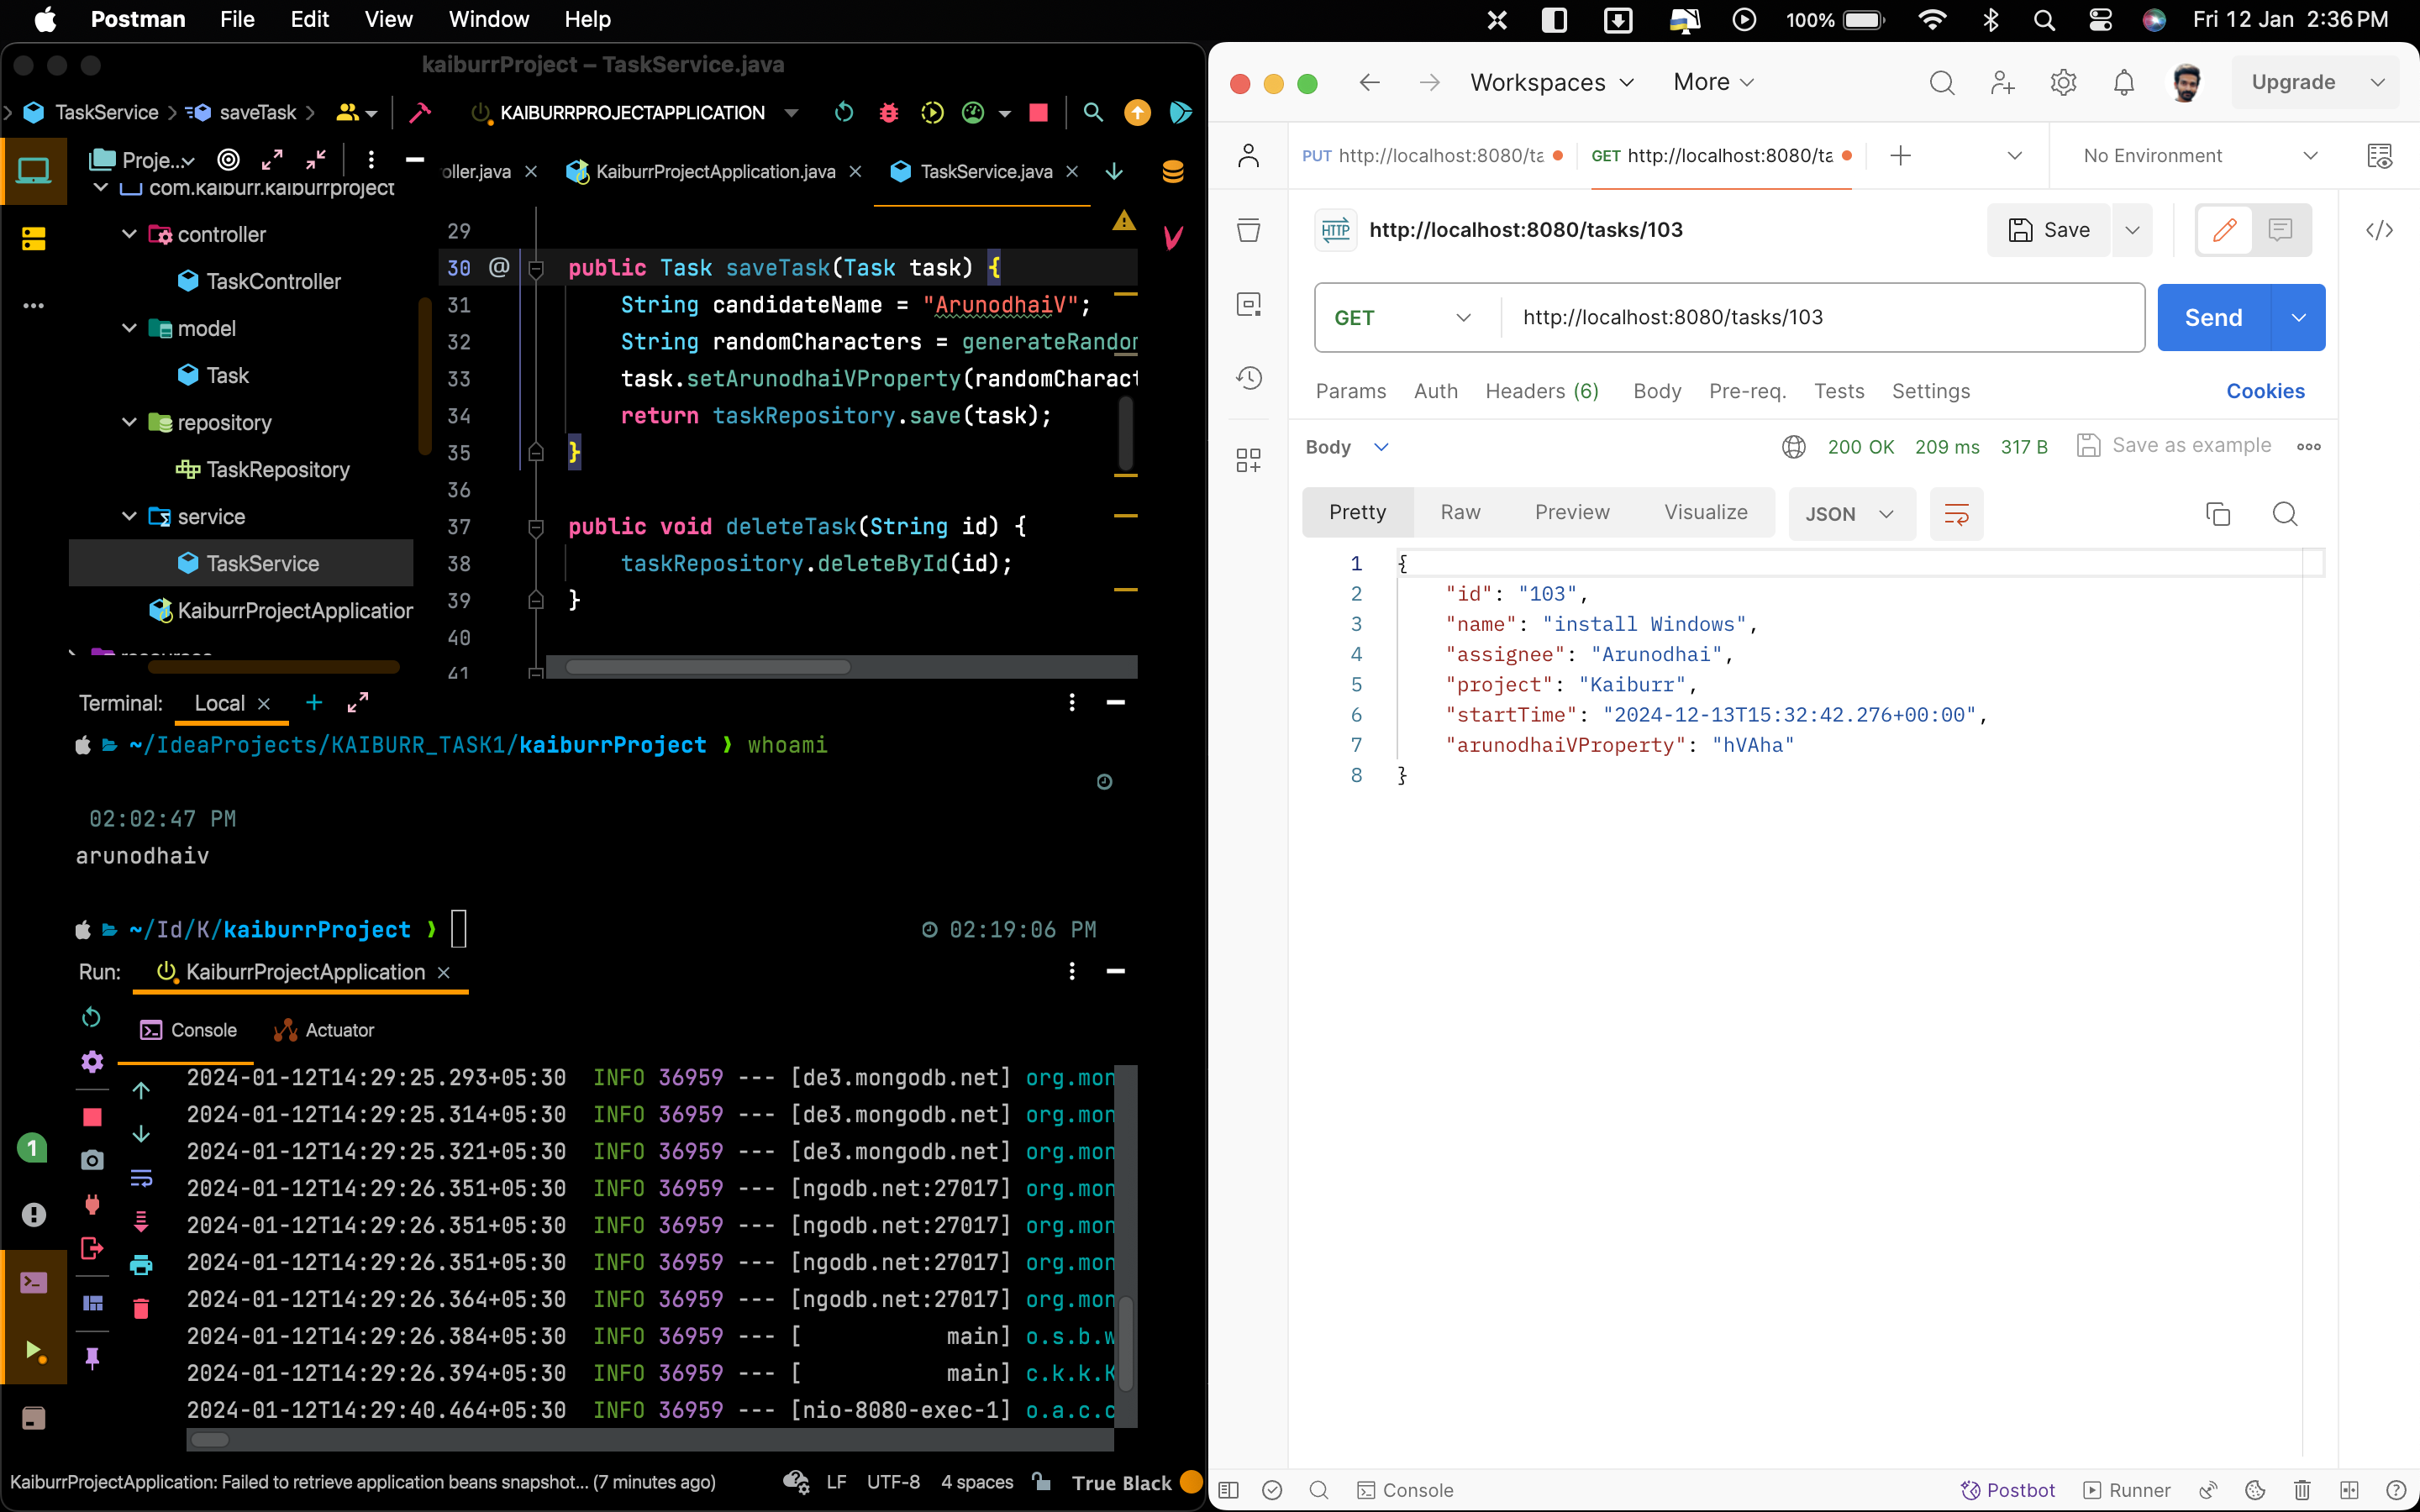 Postman File Edit View Window Help 100% Fri 12 Jan 2:36 PM
kaiburrProject – TaskService.java
TaskService saveTask KAIBURRPROJECTAPPLICATION
Proje... oller.java KaiburrProjectApplication.java TaskService.java
com.kaiburr.kaiburrproject
controller
TaskController
model
Task
repository
TaskRepository
service
TaskService
KaiburrProjectApplication
29
30 @ public Task saveTask(Task task) {
31 String candidateName = "ArunodhaiV";
32 String randomCharacters = generateRandom
33 task.setArunodhaiVProperty(randomCharact
34 return taskRepository.save(task);
35 }
36
37 public void deleteTask(String id) {
38 taskRepository.deleteById(id);
39 }
40
41
Terminal: Local
~/IdeaProjects/KAIBURR_TASK1/kaiburrProject ❯ whoami
02:02:47 PM
arunodhaiv
~/Id/K/kaiburrProject ❯ 02:19:06 PM
Run: KaiburrProjectApplication
Console Actuator
2024-01-12T14:29:25.293+05:30 INFO 36959 --- [de3.mongodb.net] org.mon
2024-01-12T14:29:25.314+05:30 INFO 36959 --- [de3.mongodb.net] org.mon
2024-01-12T14:29:25.321+05:30 INFO 36959 --- [de3.mongodb.net] org.mon
2024-01-12T14:29:26.351+05:30 INFO 36959 --- [ngodb.net:27017] org.mon
2024-01-12T14:29:26.351+05:30 INFO 36959 --- [ngodb.net:27017] org.mon
2024-01-12T14:29:26.351+05:30 INFO 36959 --- [ngodb.net:27017] org.mon
2024-01-12T14:29:26.364+05:30 INFO 36959 --- [ngodb.net:27017] org.mon
2024-01-12T14:29:26.384+05:30 INFO 36959 --- [ main] o.s.b.w
2024-01-12T14:29:26.394+05:30 INFO 36959 --- [ main] c.k.k.K
2024-01-12T14:29:40.464+05:30 INFO 36959 --- [nio-8080-exec-1] o.a.c.c
1
KaiburrProjectApplication: Failed to retrieve application beans snapshot... (7 minutes ago) LF UTF-8 4 spaces True Black
Workspaces More Upgrade
PUT http://localhost:8080/ta GET http://localhost:8080/ta No Environment
HTTP http://localhost:8080/tasks/103 Save
GET http://localhost:8080/tasks/103 Send
Params Auth Headers (6) Body Pre-req. Tests Settings Cookies
Body 200 OK 209 ms 317 B Save as example
Pretty Raw Preview Visualize JSON
1 {
2 "id": "103",
3 "name": "install Windows",
4 "assignee": "Arunodhai",
5 "project": "Kaiburr",
6 "startTime": "2024-12-13T15:32:42.276+00:00",
7 "arunodhaiVProperty": "hVAha"
8 }
Console Postbot Runner